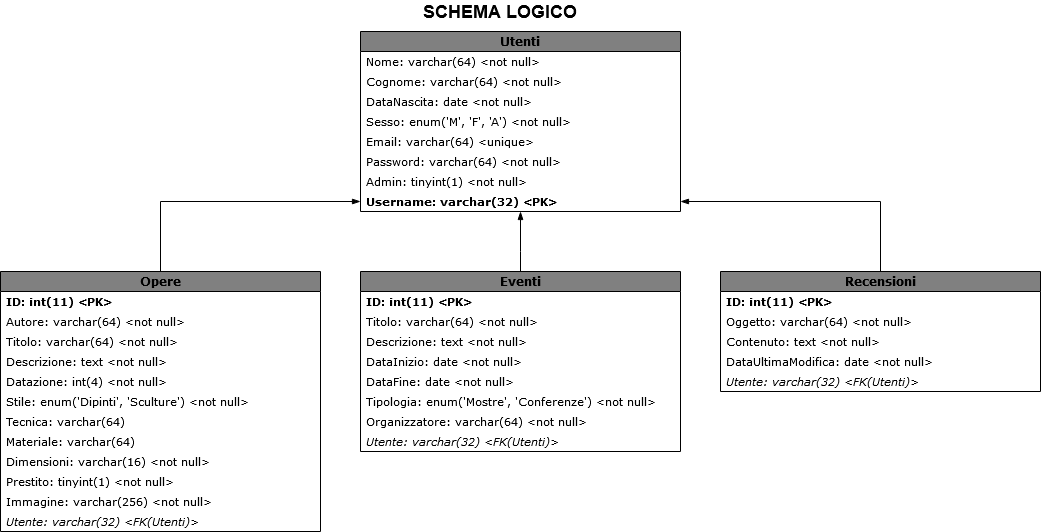 SCHEMA LOGICO
Utenti
Nome: varchar(64) <not null>
Cognome: varchar(64) <not null>
DataNascita: date <not null>
Sesso: enum('M', 'F', 'A') <not null>
Email: varchar(64) <unique>
Password: varchar(64) <not null>
Admin: tinyint(1) <not null>
Username: varchar(32) <PK>
Opere
ID: int(11) <PK>
Autore: varchar(64) <not null>
Titolo: varchar(64) <not null>
Descrizione: text <not null>
Datazione: int(4) <not null>
Stile: enum('Dipinti', 'Sculture') <not null>
Tecnica: varchar(64)
Materiale: varchar(64)
Dimensioni: varchar(16) <not null>
Prestito: tinyint(1) <not null>
Immagine: varchar(256) <not null>
Utente: varchar(32) <FK(Utenti)>
Eventi
ID: int(11) <PK>
Titolo: varchar(64) <not null>
Descrizione: text <not null>
DataInizio: date <not null>
DataFine: date <not null>
Tipologia: enum('Mostre', 'Conferenze') <not null>
Organizzatore: varchar(64) <not null>
Utente: varchar(32) <FK(Utenti)>
Recensioni
ID: int(11) <PK>
Oggetto: varchar(64) <not null>
Contenuto: text <not null>
DataUltimaModifica: date <not null>
Utente: varchar(32) <FK(Utenti)>